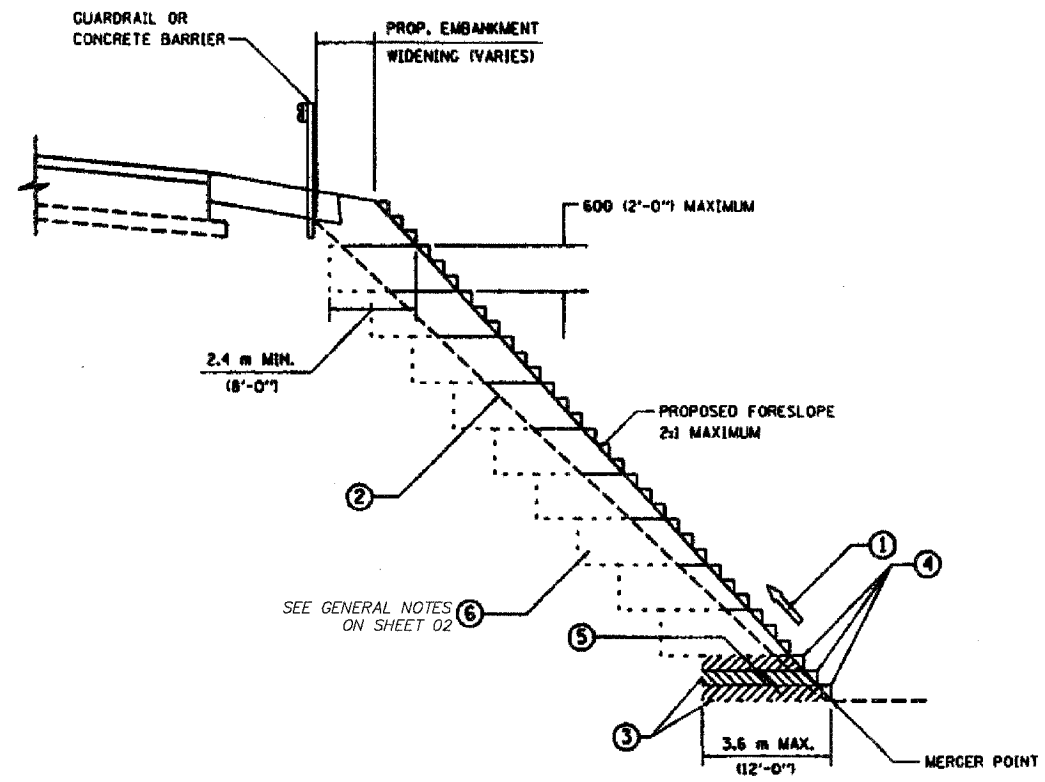 GUARDRAIL OR
CONCRETE BARRIER
PROP. EMBANKMENT
WIDENING (VARIES)
600 (2'-0") MAXIMUM
2.4 m MIN.
(8'-0")
PROPOSED FORESLOPE
2:1 MAXIMUM
2
1
4
SEE GENERAL NOTES
ON SHEET 02
6
5
3
3.6 m MAX.
(12'-0")
MERGER POINT